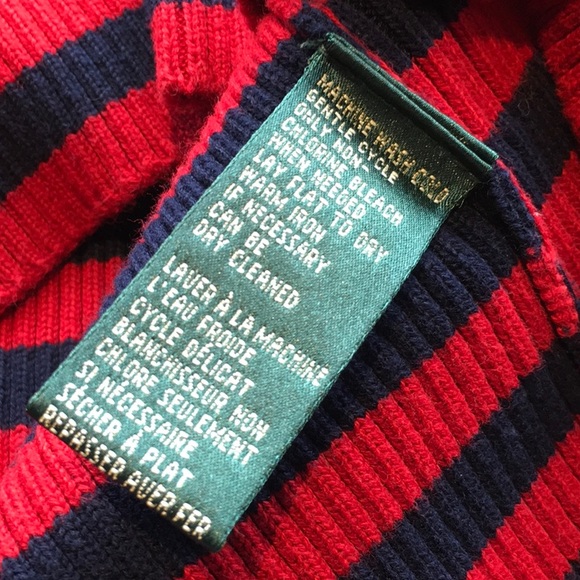 MACHINE WASH COLD
GENTLE CYCLE
ONLY NON-
CHLORINE BLEACH
WHEN NEEDED
LAY FLAT TO DRY
WARM IRON
IF NECESSARY
CAN BE
DRY CLEANED
LAVER À LA MACHINE
L'EAU FROIDE
CYCLE DÉLICAT
BLANCHISSEUR NON
CHLORE SEULEMENT
SI NÉCESSAIRE
SÉCHER À PLAT
REPASSER AVER FER